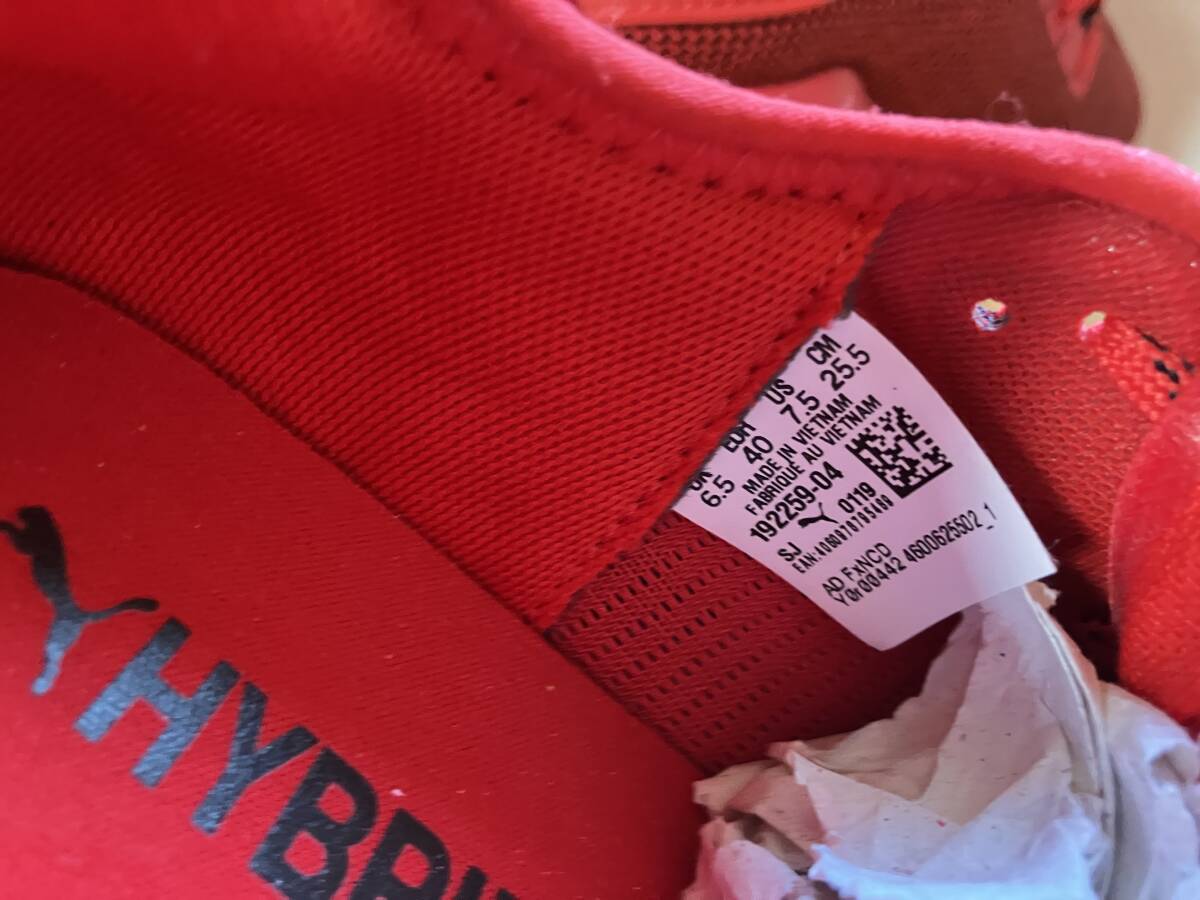 UK EUR US CM
6.5 40 7.5 25.5
MADE IN VIETNAM
FABRIQUÉ AU VIETNAM
192259-04
SJ 0119
AD FxNCD
Y0r00442 4600625502_1
HYBRI